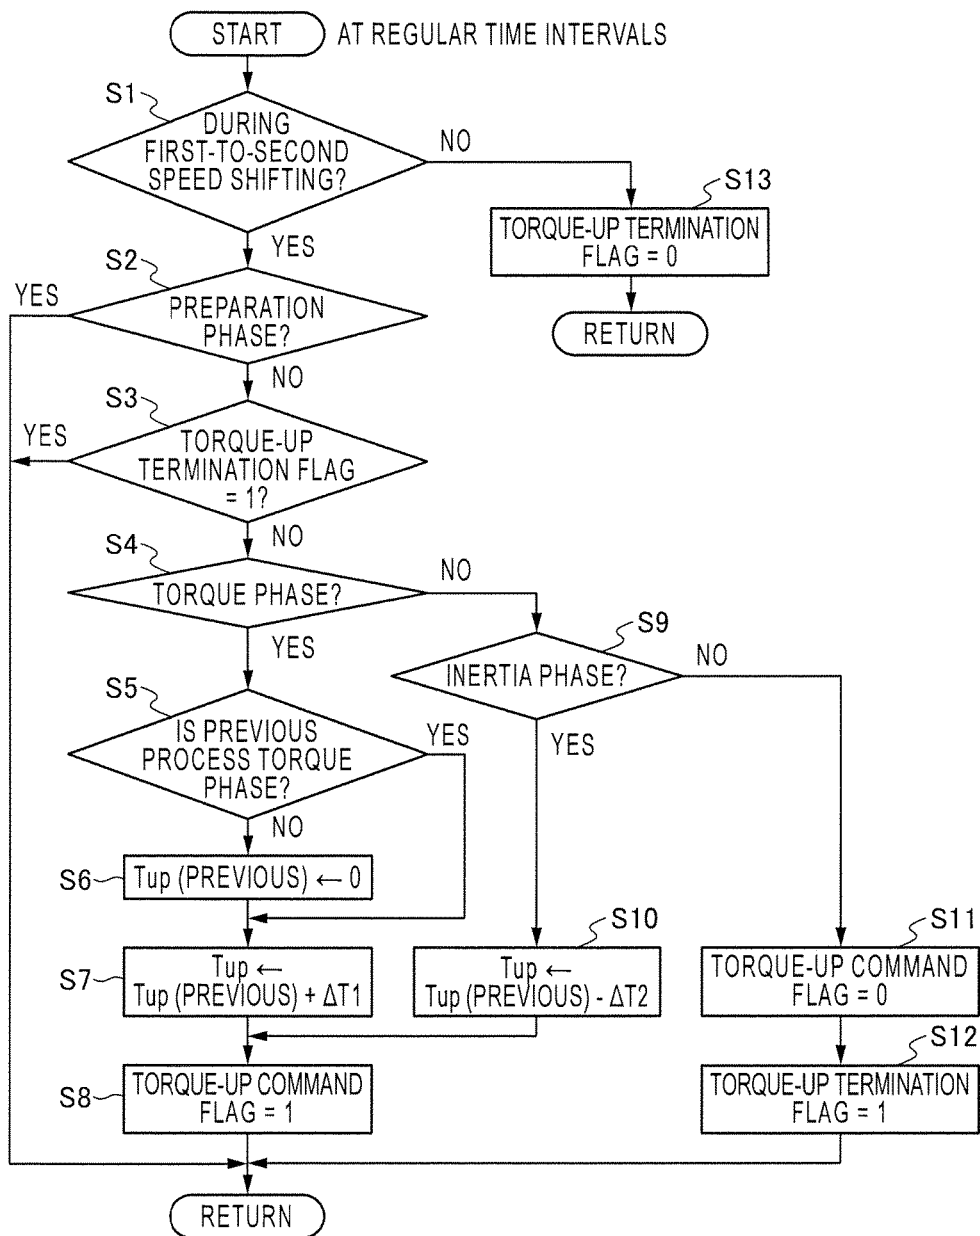 START
AT REGULAR TIME INTERVALS
S1
DURING
FIRST-TO-SECOND
SPEED SHIFTING?
NO
YES
S13
TORQUE-UP TERMINATION
FLAG = 0
RETURN
S2
YES
PREPARATION
PHASE?
NO
S3
YES
TORQUE-UP
TERMINATION FLAG
= 1?
NO
S4
TORQUE PHASE?
NO
YES
S9
INERTIA PHASE?
NO
YES
S5
IS PREVIOUS
PROCESS TORQUE
PHASE?
YES
NO
S6
Tup (PREVIOUS) ← 0
S7
Tup ←
Tup (PREVIOUS) + ΔT1
S10
Tup ←
Tup (PREVIOUS) - ΔT2
S11
TORQUE-UP COMMAND
FLAG = 0
S8
TORQUE-UP COMMAND
FLAG = 1
S12
TORQUE-UP TERMINATION
FLAG = 1
RETURN